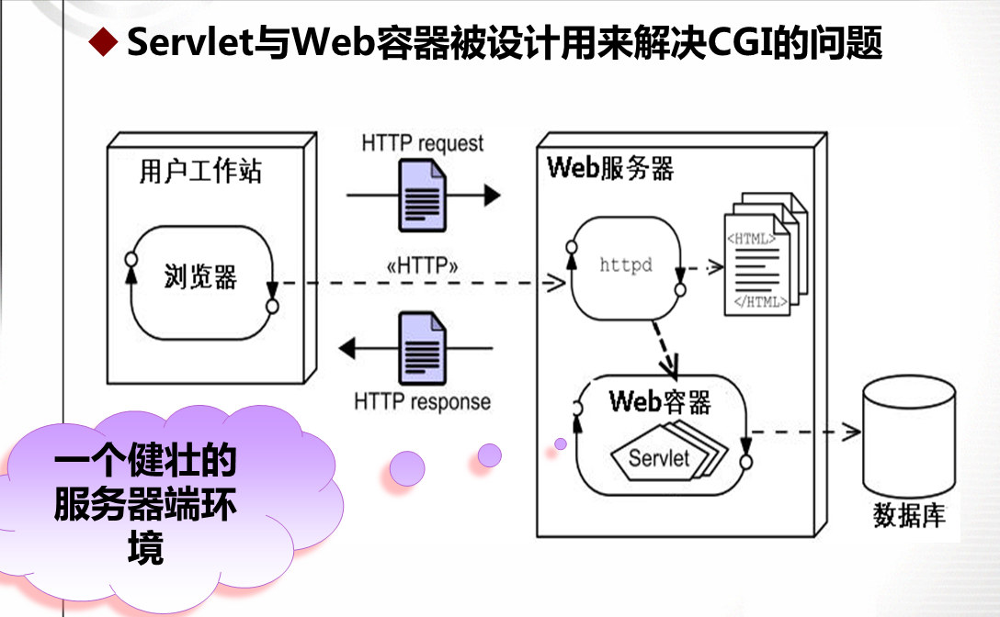 Servlet与Web容器被设计用来解决CGI的问题
HTTP request
用户工作站
Web服务器
<HTML>
httpd
«HTTP»
浏览器
</HTML>
HTTP response
Web容器
Servlet
一个健壮的
服务器端环
境
数据库